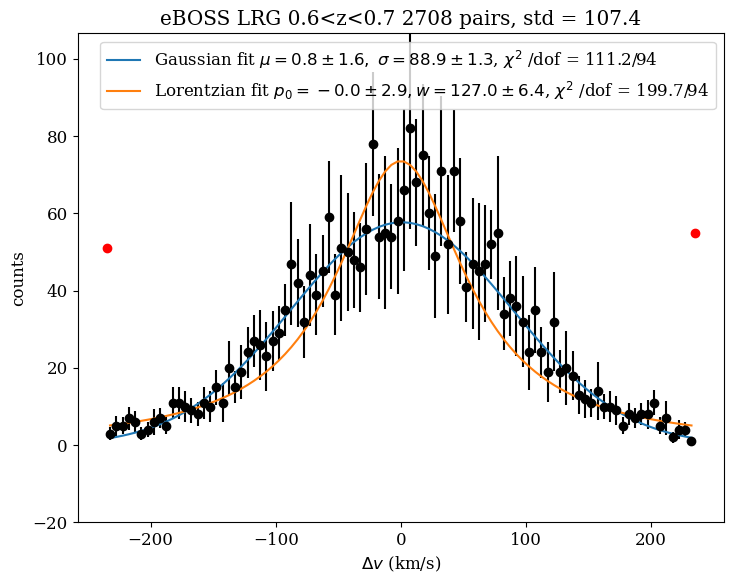 eBOSS LRG 0.6<z<0.7 2708 pairs, std = 107.4
Gaussian fit μ = 0.8 ± 1.6, σ = 88.9 ± 1.3, χ² /dof = 111.2/94
Lorentzian fit p₀ = −0.0 ± 2.9, w = 127.0 ± 6.4, χ² /dof = 199.7/94
100
80
60
40
20
0
−20
counts
−200
−100
0
100
200
Δv (km/s)